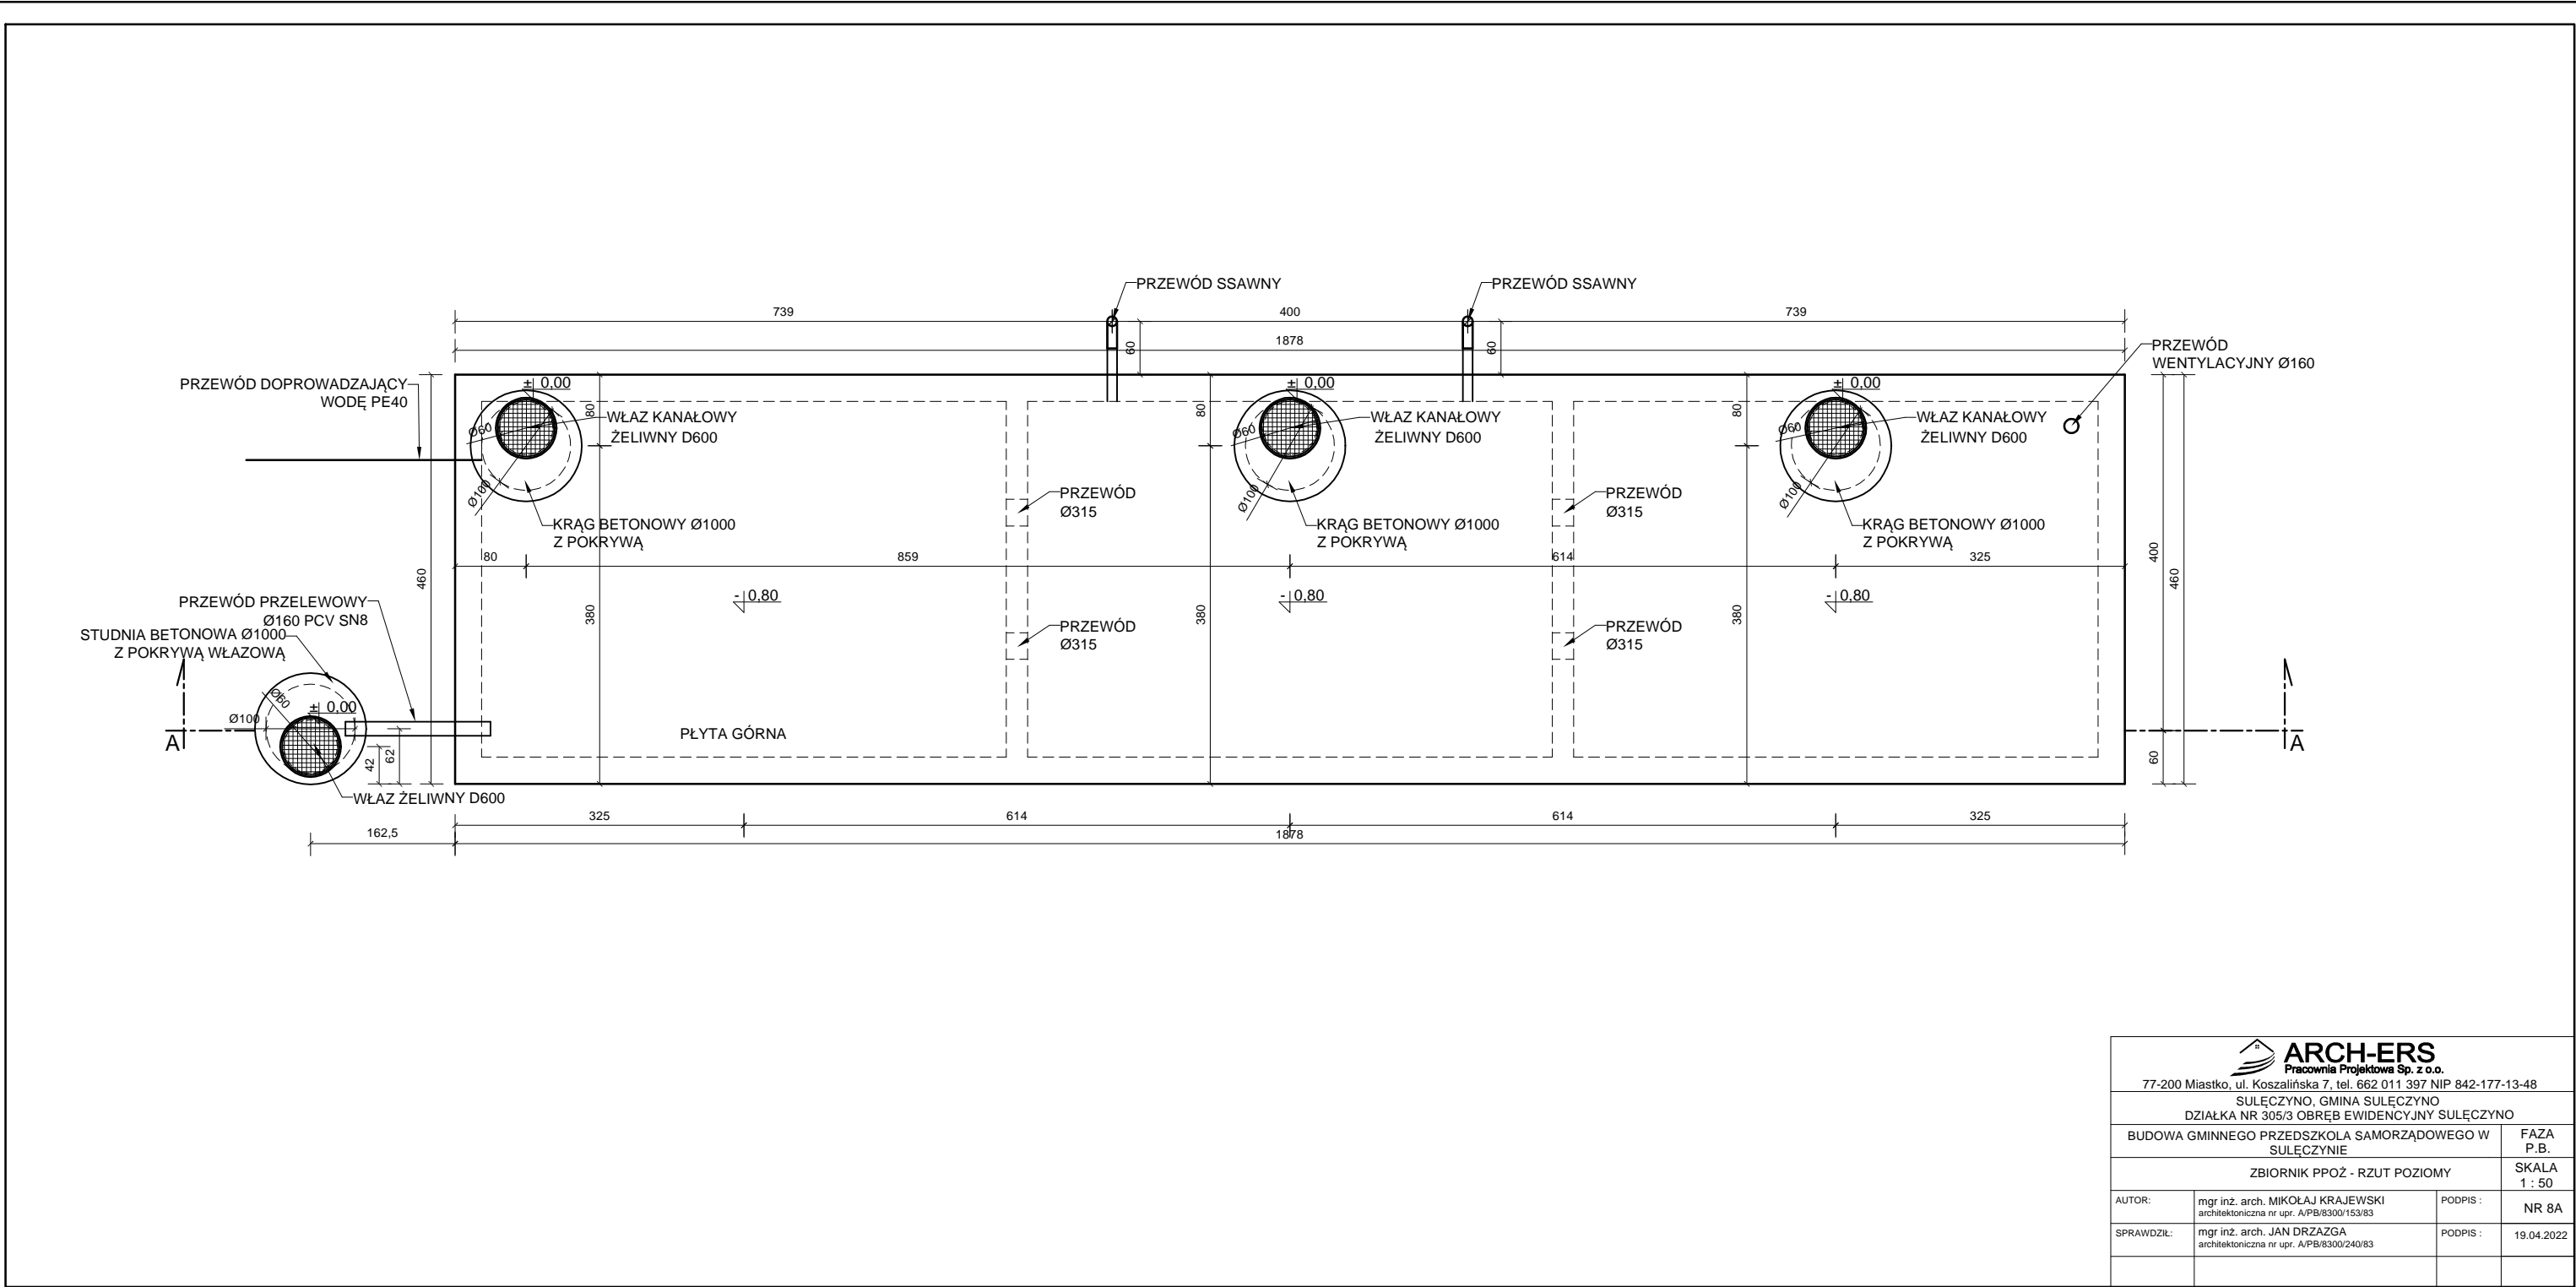 PRZEWÓD SSAWNY
PRZEWÓD SSAWNY
739
400
739
1878
60
60
PRZEWÓD
WENTYLACYJNY Ø160
PRZEWÓD DOPROWADZAJĄCY
WODĘ PE40
± 0,00
± 0,00
± 0,00
80
80
80
WŁAZ KANAŁOWY
ŻELIWNY D600
WŁAZ KANAŁOWY
ŻELIWNY D600
WŁAZ KANAŁOWY
ŻELIWNY D600
Ø60
Ø60
Ø60
Ø100
Ø100
Ø100
PRZEWÓD
Ø315
PRZEWÓD
Ø315
KRĄG BETONOWY Ø1000
Z POKRYWĄ
KRĄG BETONOWY Ø1000
Z POKRYWĄ
KRĄG BETONOWY Ø1000
Z POKRYWĄ
80
859
614
325
400
460
460
- 0,80
- 0,80
- 0,80
380
380
380
PRZEWÓD PRZELEWOWY
Ø160 PCV SN8
STUDNIA BETONOWA Ø1000
Z POKRYWĄ WŁAZOWĄ
PRZEWÓD
Ø315
PRZEWÓD
Ø315
Ø60
± 0,00
Ø100
A
A
42
62
60
PŁYTA GÓRNA
WŁAZ ŻELIWNY D600
325
614
614
325
162,5
1878
ARCH-ERS
Pracownia Projektowa Sp. z o.o.
77-200 Miastko, ul. Koszalińska 7, tel. 662 011 397 NIP 842-177-13-48
SULĘCZYNO, GMINA SULĘCZYNO
DZIAŁKA NR 305/3 OBRĘB EWIDENCYJNY SULĘCZYNO
BUDOWA GMINNEGO PRZEDSZKOLA SAMORZĄDOWEGO W
SULĘCZYNIE
FAZA
P.B.
ZBIORNIK PPOŻ - RZUT POZIOMY
SKALA
1 : 50
AUTOR:
mgr inż. arch. MIKOŁAJ KRAJEWSKI
architektoniczna nr upr. A/PB/8300/153/83
PODPIS :
NR 8A
SPRAWDZIŁ:
mgr inż. arch. JAN DRZAZGA
architektoniczna nr upr. A/PB/8300/240/83
PODPIS :
19.04.2022